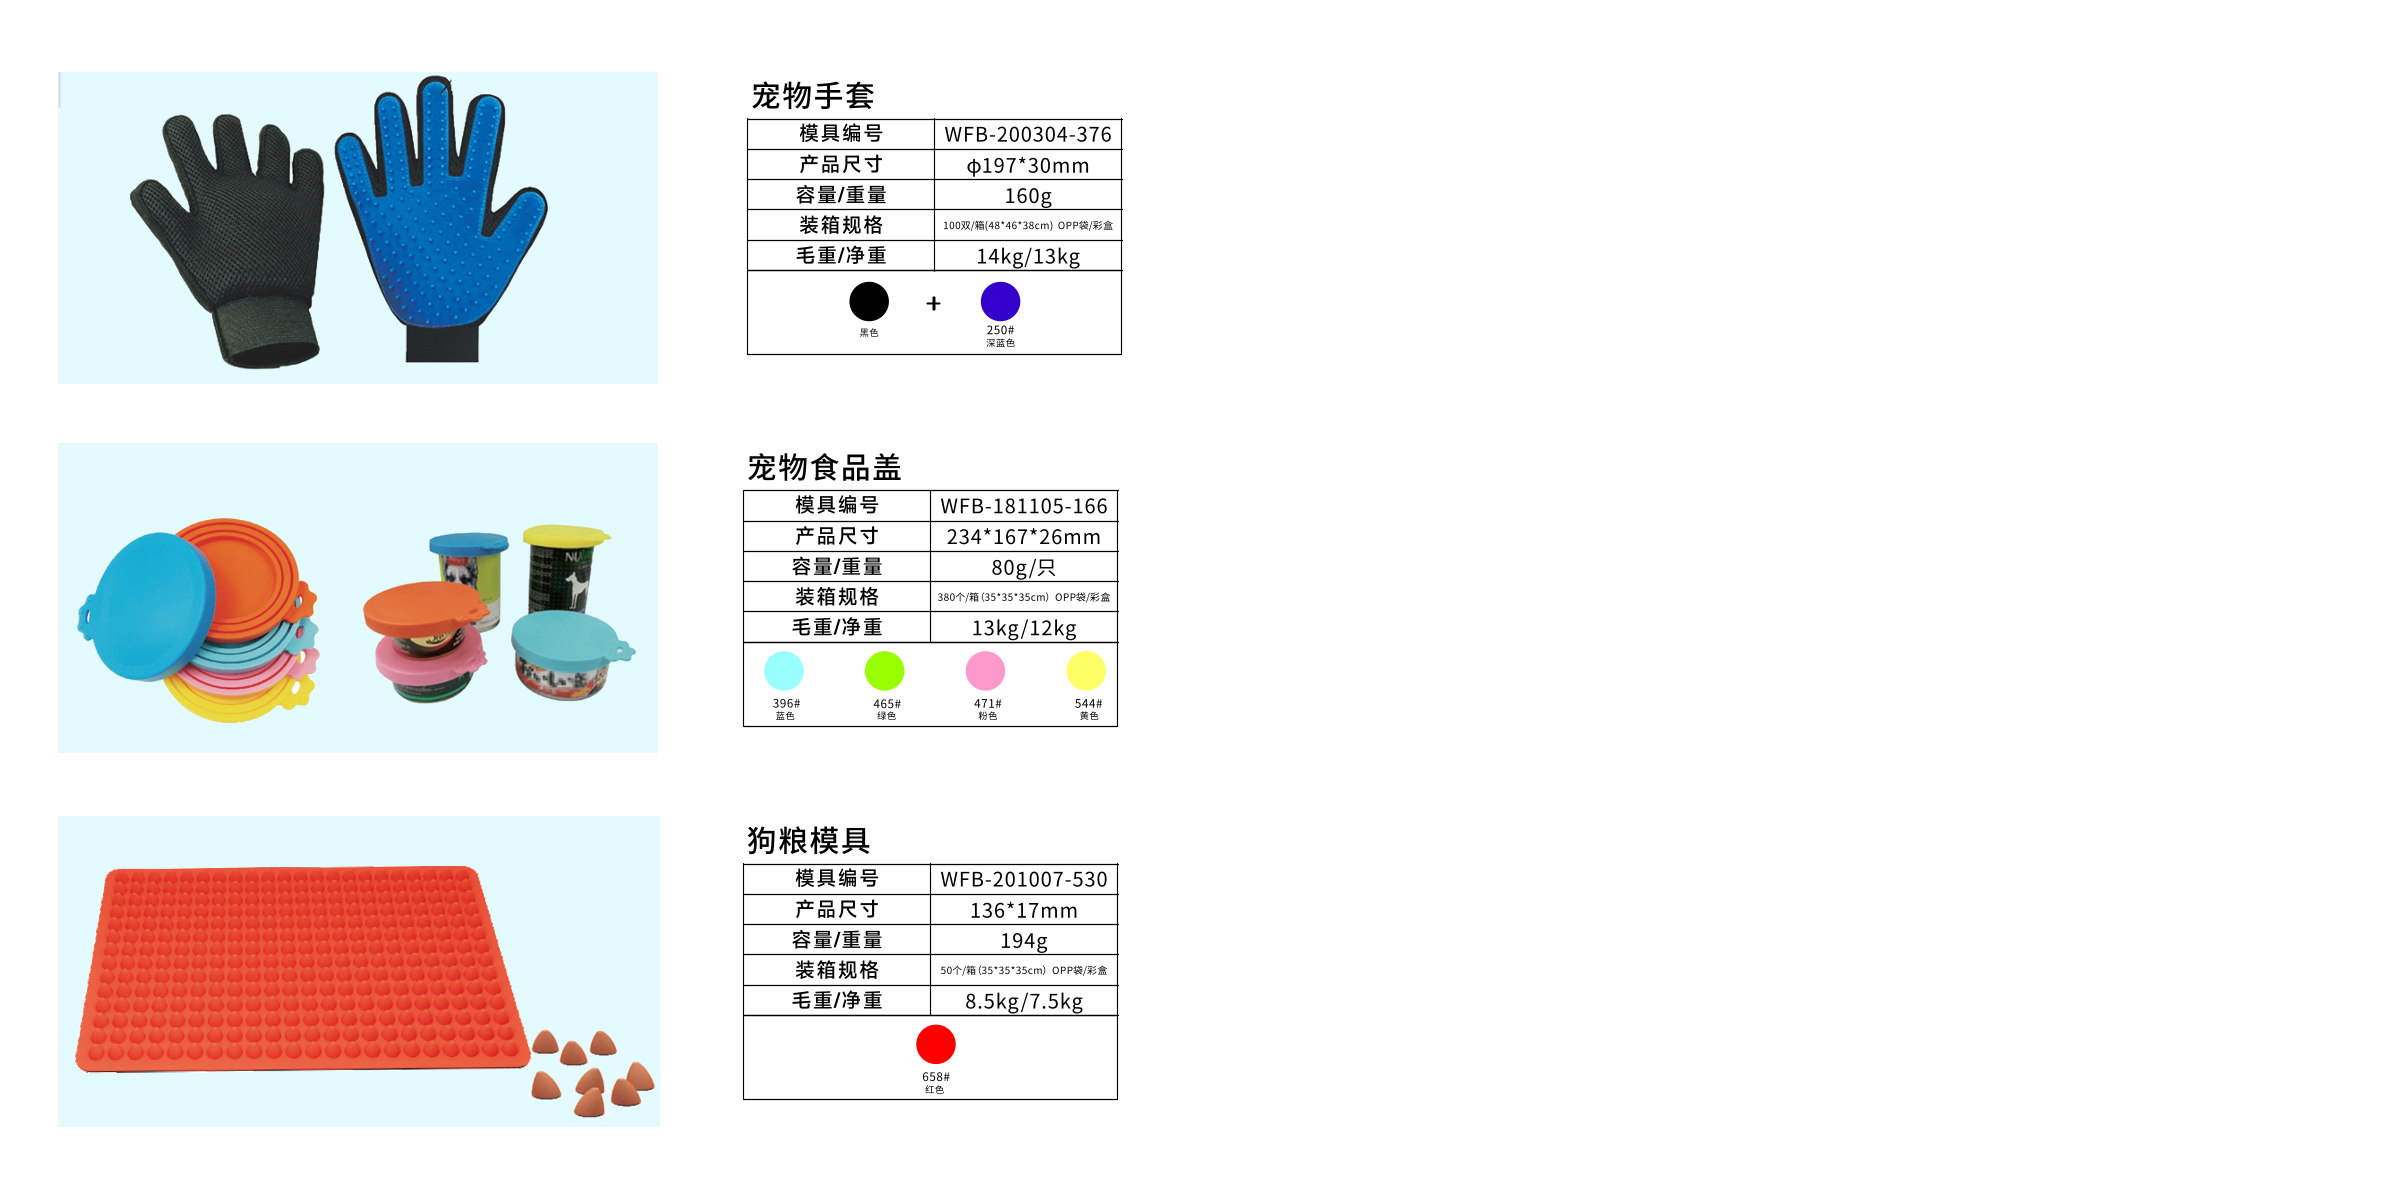 宠物手套
模具编号 WFB-200304-376
产品尺寸 φ197*30mm
容量/重量 160g
装箱规格 100双/箱(48*46*38cm) OPP袋/彩盒
毛重/净重 14kg/13kg
+
250#
黑色
深蓝色
宠物食品盖
模具编号 WFB-181105-166
产品尺寸 234*167*26mm
容量/重量 80g/只
装箱规格 380个/箱(35*35*35cm) OPP袋/彩盒
毛重/净重 13kg/12kg
396# 465# 471# 544#
蓝色 绿色 粉色 黄色
NU
狗粮模具
模具编号 WFB-201007-530
产品尺寸 136*17mm
容量/重量 194g
装箱规格 50个/箱(35*35*35cm) OPP袋/彩盒
毛重/净重 8.5kg/7.5kg
658#
红色